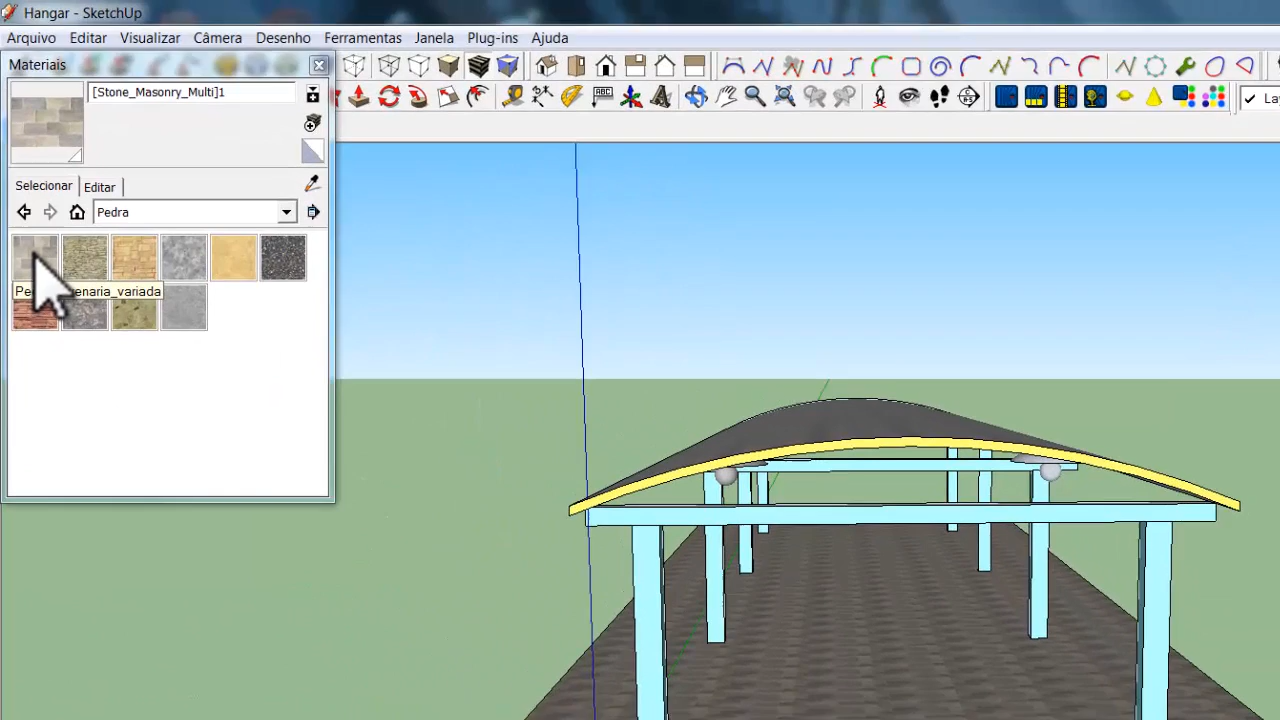 Hangar - SketchUp
Arquivo Editar Visualizar Câmera Desenho Ferramentas Janela Plug-ins Ajuda
Materiais
[Stone_Masonry_Multi]1
ABC
Selecionar Editar
Pedra
enaria_variada